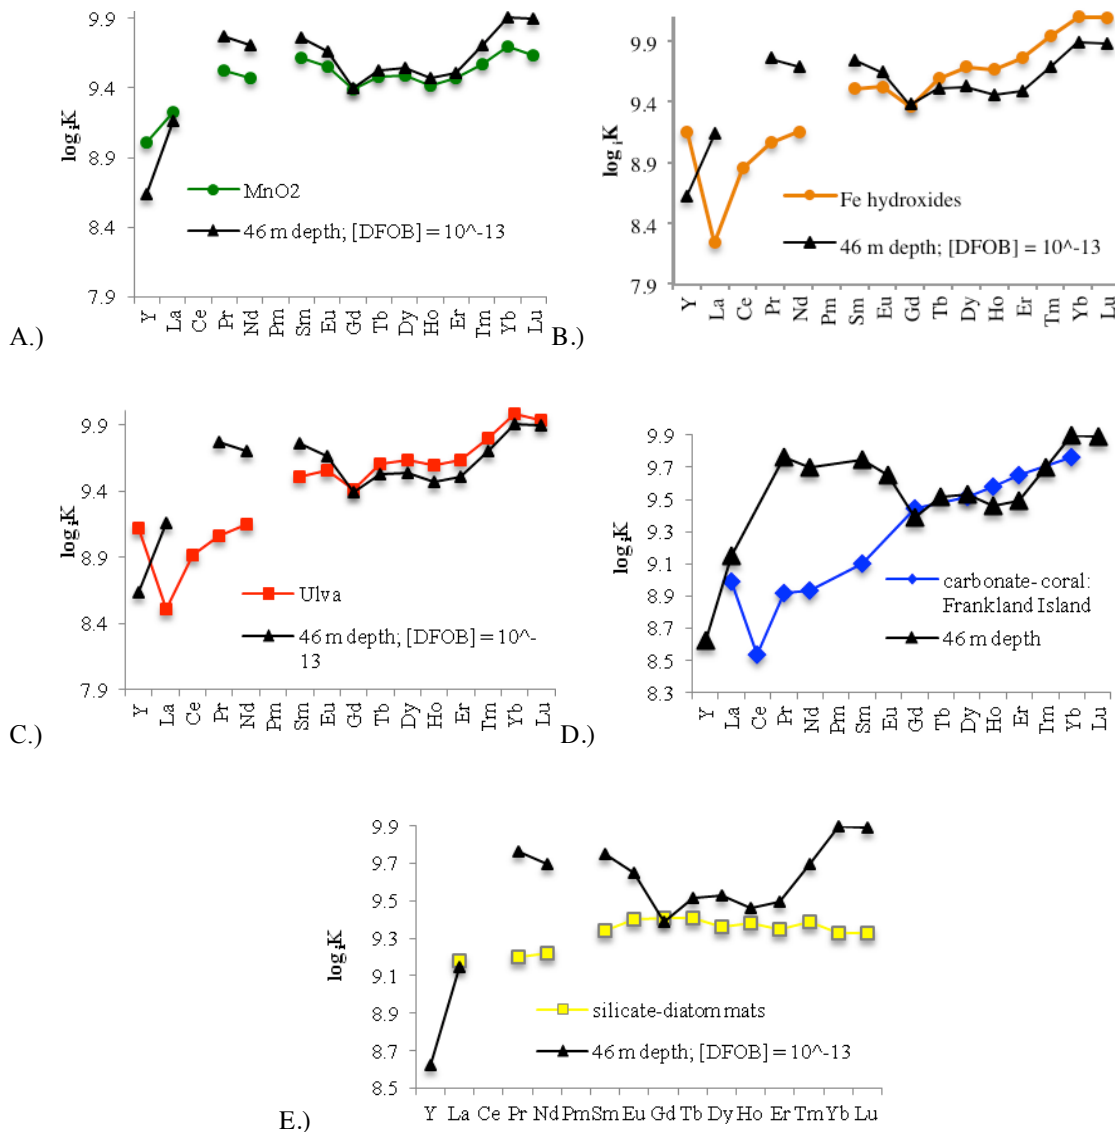 9.9
9.4
8.9
8.4
7.9
log ᵢK
MnO2
46 m depth; [DFOB] = 10^-13
Y La Ce Pr Nd Pm Sm Eu Gd Tb Dy Ho Er Tm Yb Lu
A.)
9.9
9.4
8.9
8.4
7.9
log ᵢK
Fe hydroxides
46 m depth; [DFOB] = 10^-13
Y La Ce Pr Nd Pm Sm Eu Gd Tb Dy Ho Er Tm Yb Lu
B.)
9.9
9.4
8.9
8.4
7.9
log ᵢK
Ulva
46 m depth; [DFOB] = 10^-
13
Y La Ce Pr Nd Pm Sm Eu Gd Tb Dy Ho Er Tm Yb Lu
C.)
9.9
9.7
9.5
9.3
9.1
8.9
8.7
8.5
8.3
log ᵢK
carbonate- coral:
Frankland Island
46 m depth
Y La Ce Pr Nd Pm Sm Eu Gd Tb Dy Ho Er Tm Yb Lu
D.)
9.9
9.7
9.5
9.3
9.1
8.9
8.7
8.5
log ᵢK
silicate-diatom mats
46 m depth; [DFOB] = 10^-13
Y La Ce Pr Nd Pm Sm Eu Gd Tb Dy Ho Er Tm Yb Lu
E.)